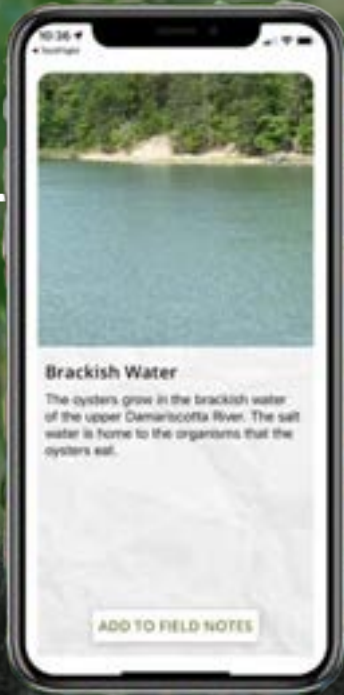 10:36
TestFlight
Brackish Water
The oysters grow in the brackish water
of the upper Damariscotta River. The salt
water is home to the organisms that the
oysters eat.
ADD TO FIELD NOTES